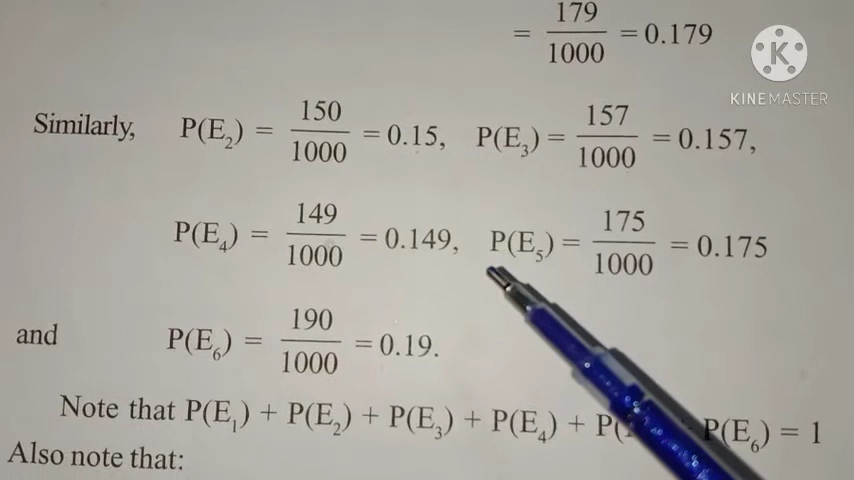 = 179/1000 = 0.179
K
KINEMASTER
Similarly, P(E₂) = 150/1000 = 0.15, P(E₃) = 157/1000 = 0.157,
P(E₄) = 149/1000 = 0.149, P(E₅) = 175/1000 = 0.175
and P(E₆) = 190/1000 = 0.19.
Note that P(E₁) + P(E₂) + P(E₃) + P(E₄) + P( P(E₆) = 1
Also note that: